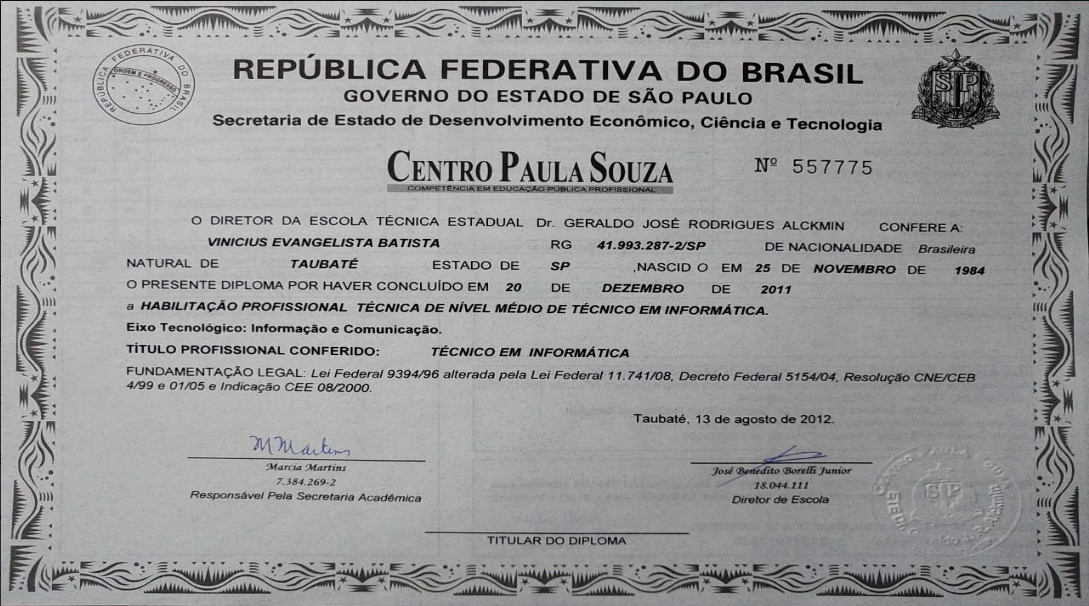 REPÚBLICA FEDERATIVA DO BRASIL
ORDEM E PROGRESSO
REPÚBLICA FEDERATIVA DO BRASIL
GOVERNO DO ESTADO DE SÃO PAULO
Secretaria de Estado de Desenvolvimento Econômico, Ciência e Tecnologia
SP
CENTRO PAULA SOUZA
COMPETÊNCIA EM EDUCAÇÃO PÚBLICA PROFISSIONAL
Nº 557775
O DIRETOR DA ESCOLA TÉCNICA ESTADUAL Dr. GERALDO JOSÉ RODRIGUES ALCKMIN CONFERE A:
VINICIUS EVANGELISTA BATISTA RG 41.993.287-2/SP DE NACIONALIDADE Brasileira
NATURAL DE TAUBATÉ ESTADO DE SP ,NASCID O EM 25 DE NOVEMBRO DE 1984
O PRESENTE DIPLOMA POR HAVER CONCLUÍDO EM 20 DE DEZEMBRO DE 2011
a HABILITAÇÃO PROFISSIONAL TÉCNICA DE NÍVEL MÉDIO DE TÉCNICO EM INFORMÁTICA.
Eixo Tecnológico: Informação e Comunicação.
TÍTULO PROFISSIONAL CONFERIDO: TÉCNICO EM INFORMÁTICA
FUNDAMENTAÇÃO LEGAL: Lei Federal 9394/96 alterada pela Lei Federal 11.741/08, Decreto Federal 5154/04, Resolução CNE/CEB
4/99 e 01/05 e Indicação CEE 08/2000.
Taubaté, 13 de agosto de 2012.
M Martins
Marcia Martins
7.384.269-2
Responsável Pela Secretaria Acadêmica
José Benedito Borelli Junior
18.044.111
Diretor de Escola
SP
TITULAR DO DIPLOMA